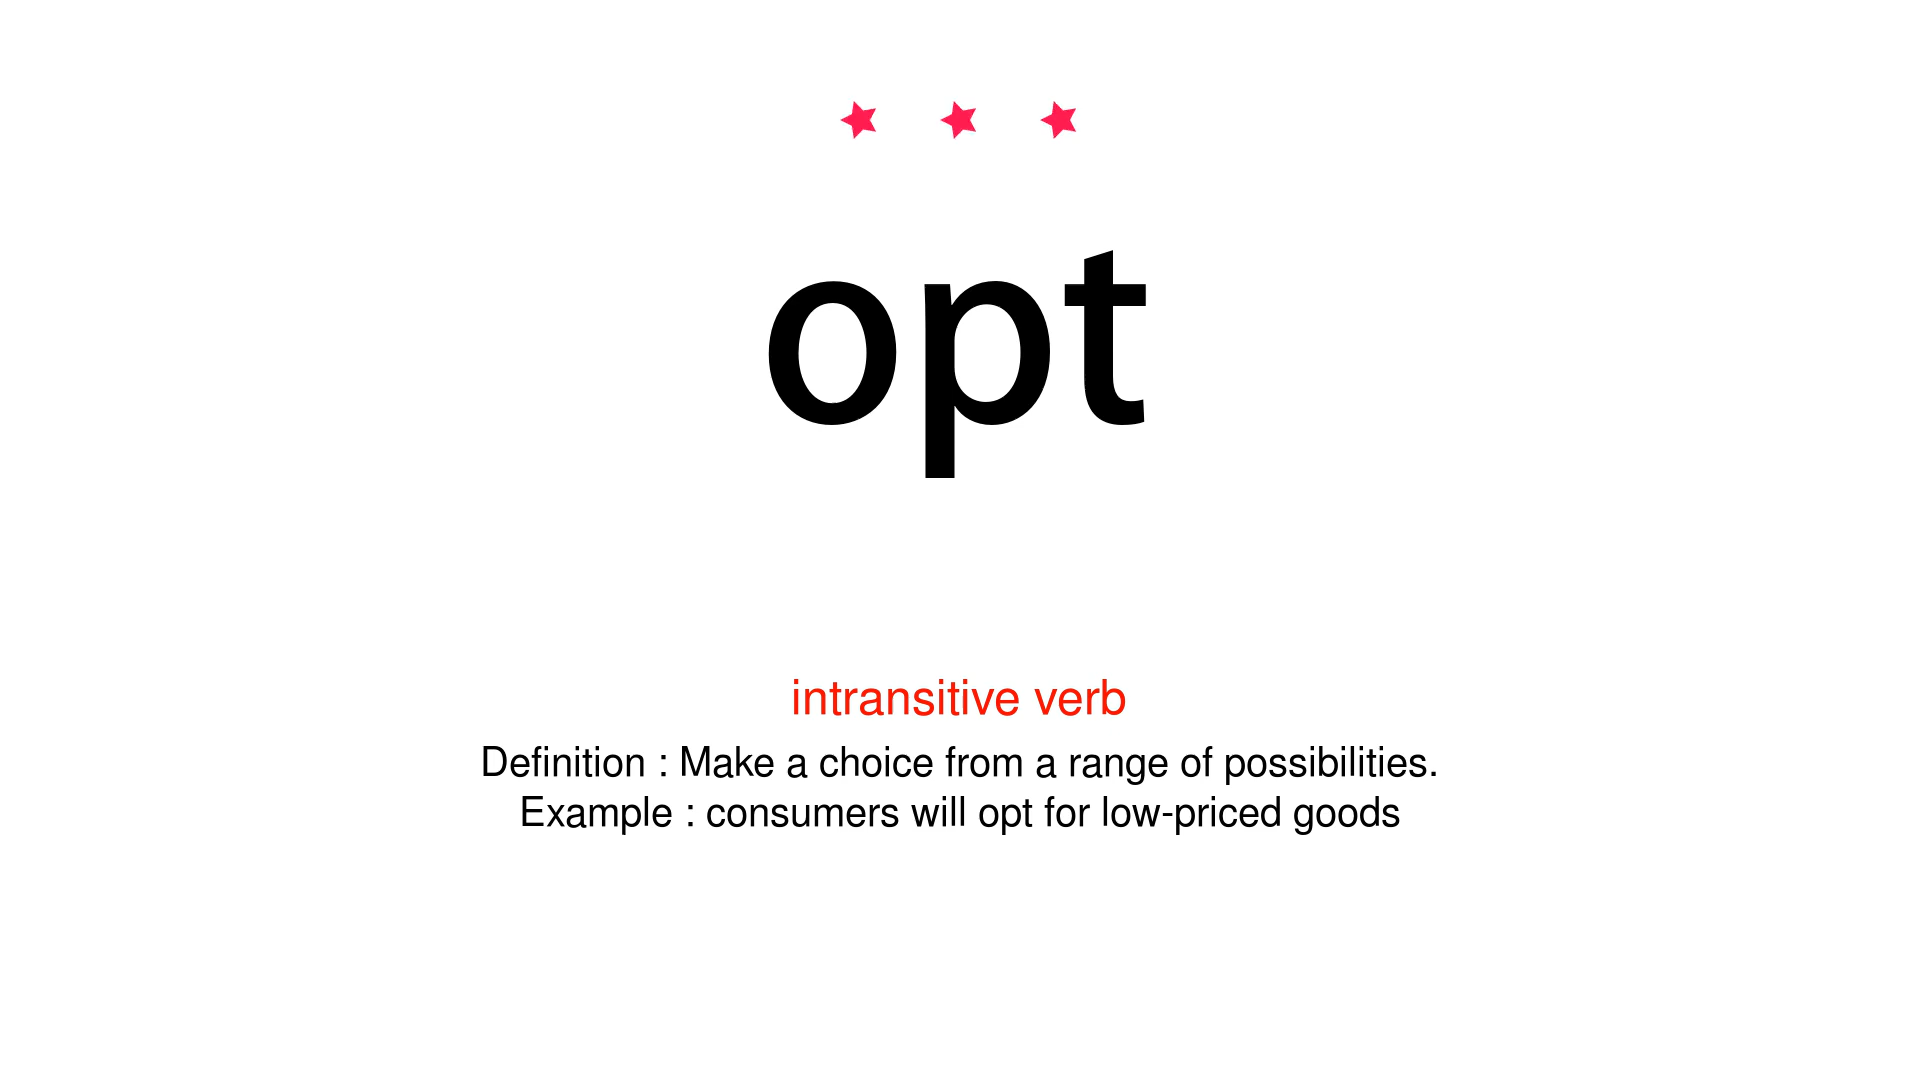 opt
intransitive verb
Definition : Make a choice from a range of possibilities.
Example : consumers will opt for low-priced goods